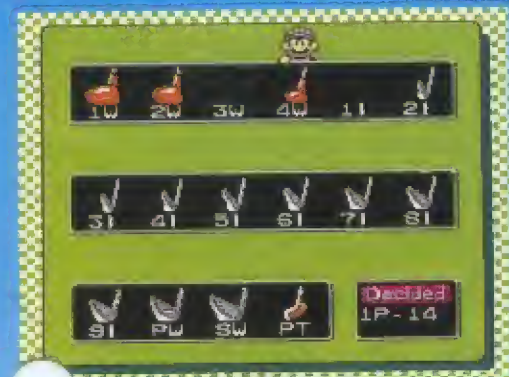 1W 2W 3W 4W 1I 2I
3I 4I 5I 6I 7I 8I
9I PW SW PT
Decided
1P-14